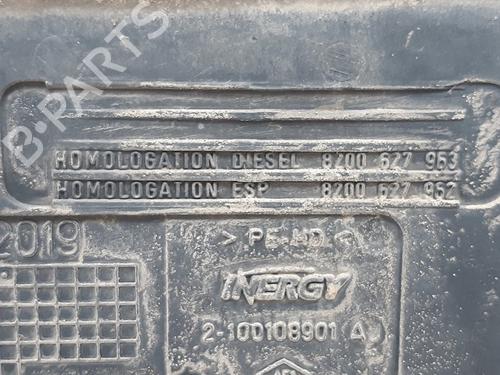 B-PARTS
HOMOLOGATION DIESEL 8200 627 963
HOMOLOGATION ESP 8200 627 962
2019
> PE-HD <
INERGY
2-100108901 A